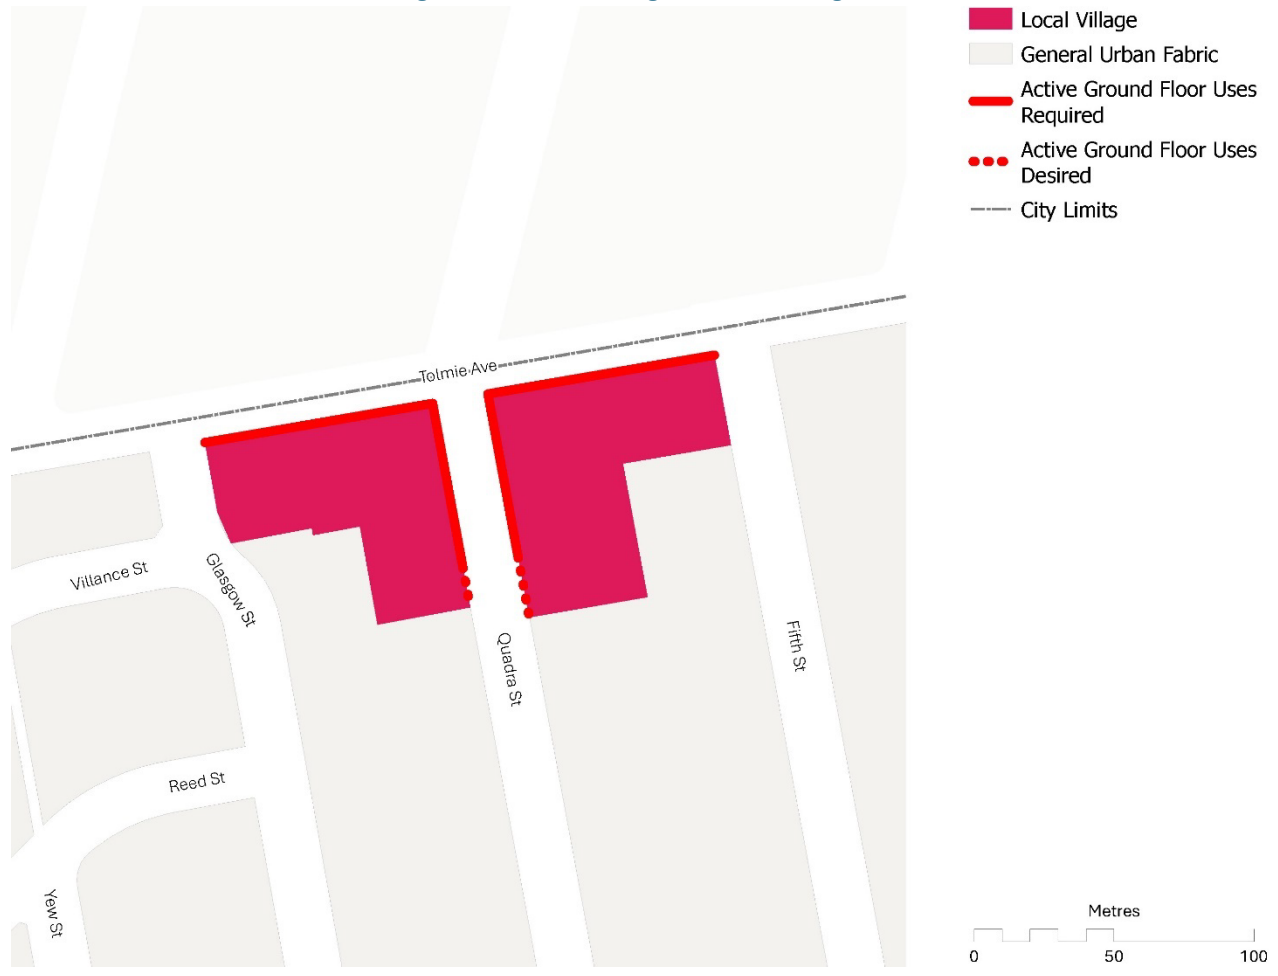 Local Village
General Urban Fabric
Active Ground Floor Uses
Required
Active Ground Floor Uses
Desired
City Limits
Tolmie Ave
Villance St
Glasgow St
Quadra St
Fifth St
Reed St
Yew St
Metres
0 50 100